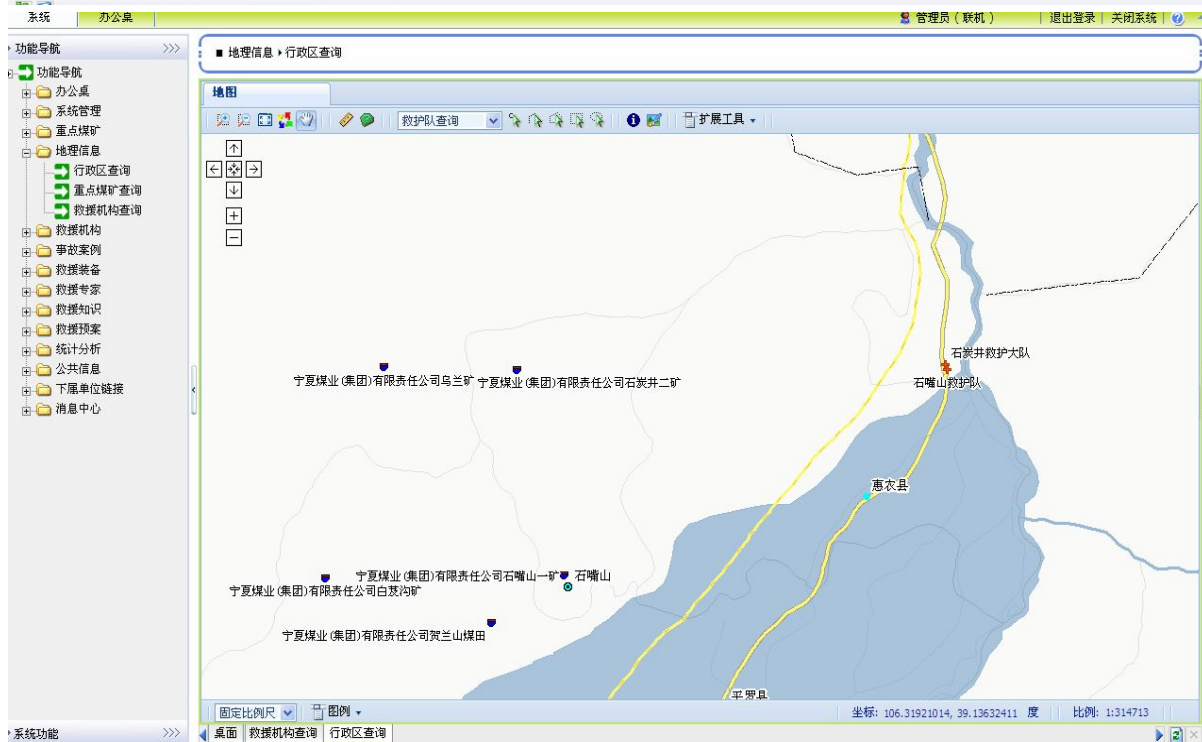 系统 办公桌 管理员（联机） 退出登录 关闭系统
功能导航 >>>
■ 地理信息 ▸ 行政区查询
功能导航
办公桌
系统管理
重点煤矿
地理信息
行政区查询
重点煤矿查询
救援机构查询
救援机构
事故案例
救援装备
救援专家
救援知识
救援预案
统计分析
公共信息
下属单位链接
消息中心
地图
救护队查询 扩展工具
石炭井救护大队
宁夏煤业(集团)有限责任公司乌兰矿
宁夏煤业(集团)有限责任公司石炭井二矿
石嘴山救护队
惠农县
宁夏煤业(集团)有限责任公司石嘴山一矿
石嘴山
宁夏煤业(集团)有限责任公司白芨沟矿
宁夏煤业(集团)有限责任公司贺兰山煤田
平罗县
固定比例尺 图例 坐标: 106.31921014, 39.13632411 度 比例: 1:314713
系统功能 >>>
桌面 救援机构查询 行政区查询